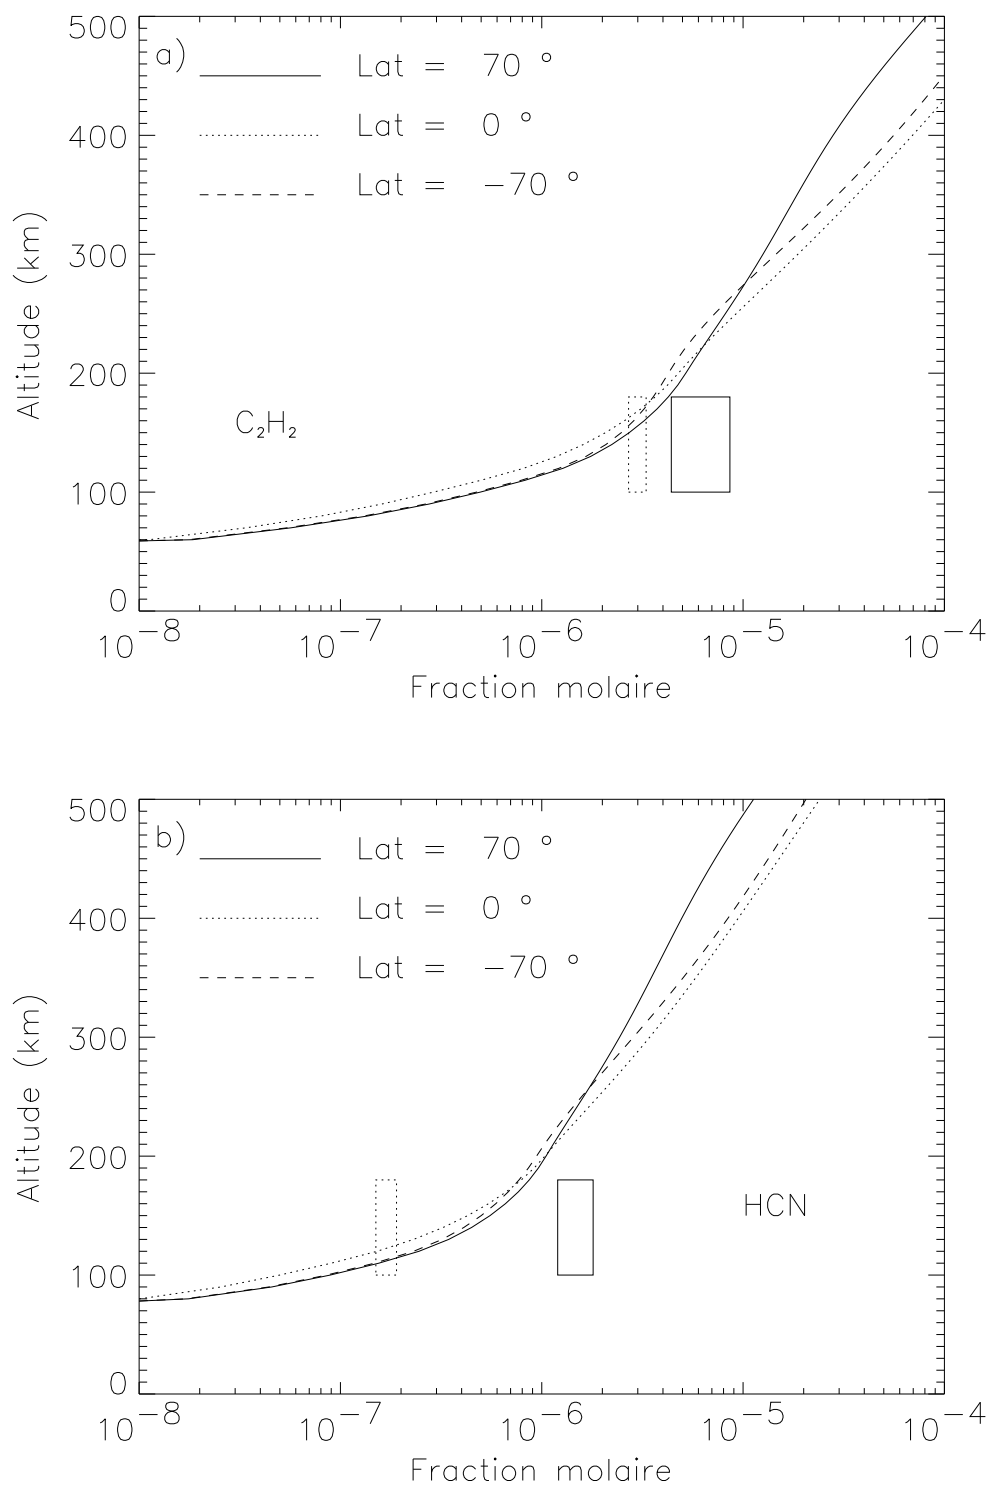 500
a)
Lat = 70 °
Lat = 0 °
400
Lat = −70 °
300
Altitude (km)
200
C₂H₂
100
0
10−8 10−7 10−6 10−5 10−4
Fraction molaire
500
b)
Lat = 70 °
Lat = 0 °
400
Lat = −70 °
300
Altitude (km)
200
HCN
100
0
10−8 10−7 10−6 10−5 10−4
Fraction molaire